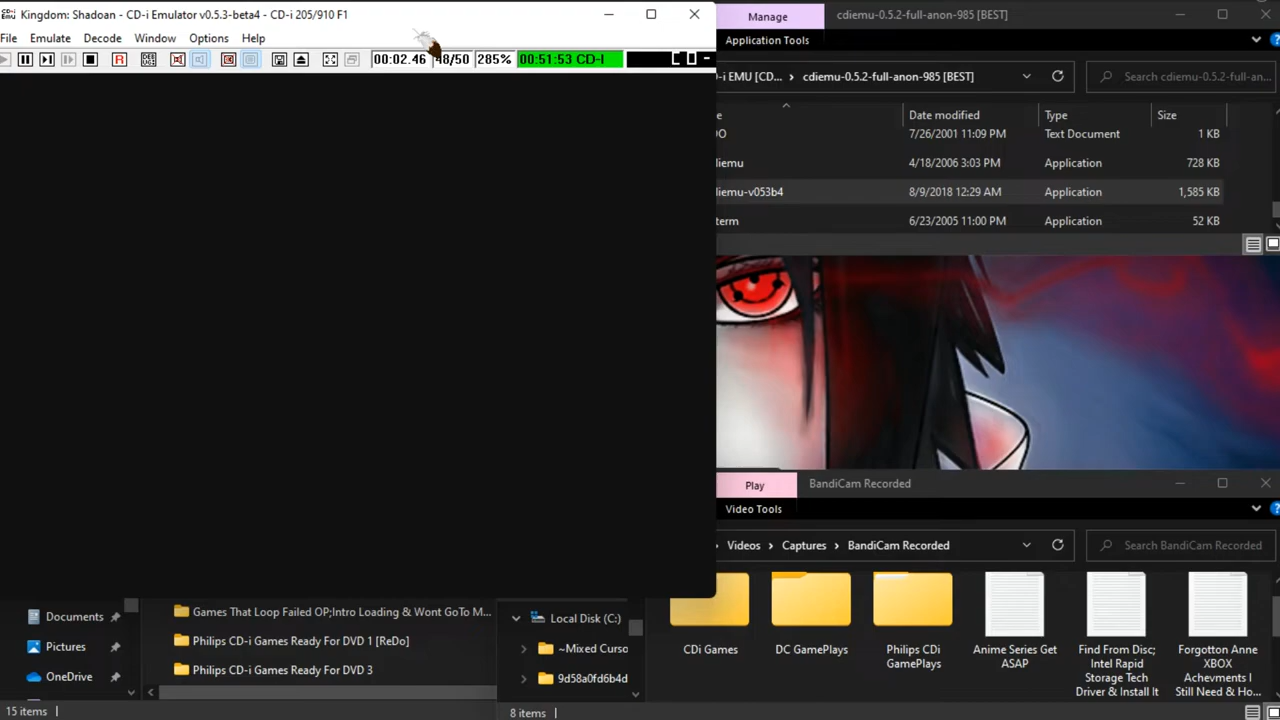 Kingdom: Shadoan - CD-i Emulator v0.5.3-beta4 - CD-i 205/910 F1
File Emulate Decode Window Options Help
00:02.46 48/50 285% 00:51:53 CD-I
Manage cdiemu-0.5.2-full-anon-985 [BEST]
Application Tools
-i EMU [CD... cdiemu-0.5.2-full-anon-985 [BEST] Search cdiemu-0.5.2-full-an...
Date modified Type Size
7/26/2001 11:09 PM Text Document 1 KB
diemu 4/18/2006 3:03 PM Application 728 KB
diemu-v053b4 8/9/2018 12:29 AM Application 1,585 KB
term 6/23/2005 11:00 PM Application 52 KB
Play BandiCam Recorded
Video Tools
Videos Captures BandiCam Recorded Search BandiCam Recorded
CDi Games
DC GamePlays
Philips CDi
GamePlays
Anime Series Get
ASAP
Find From Disc;
Intel Rapid
Storage Tech
Driver & Install It
Forgotton Anne
XBOX
Achevments I
Still Need & Ho...
Documents
Pictures
OneDrive
Games That Loop Failed OP;Intro Loading & Wont GoTo M...
Philips CD-i Games Ready For DVD 1 [ReDo]
Philips CD-i Games Ready For DVD 3
Local Disk (C:)
~Mixed Curso
9d58a0fd6b4d
15 items
8 items